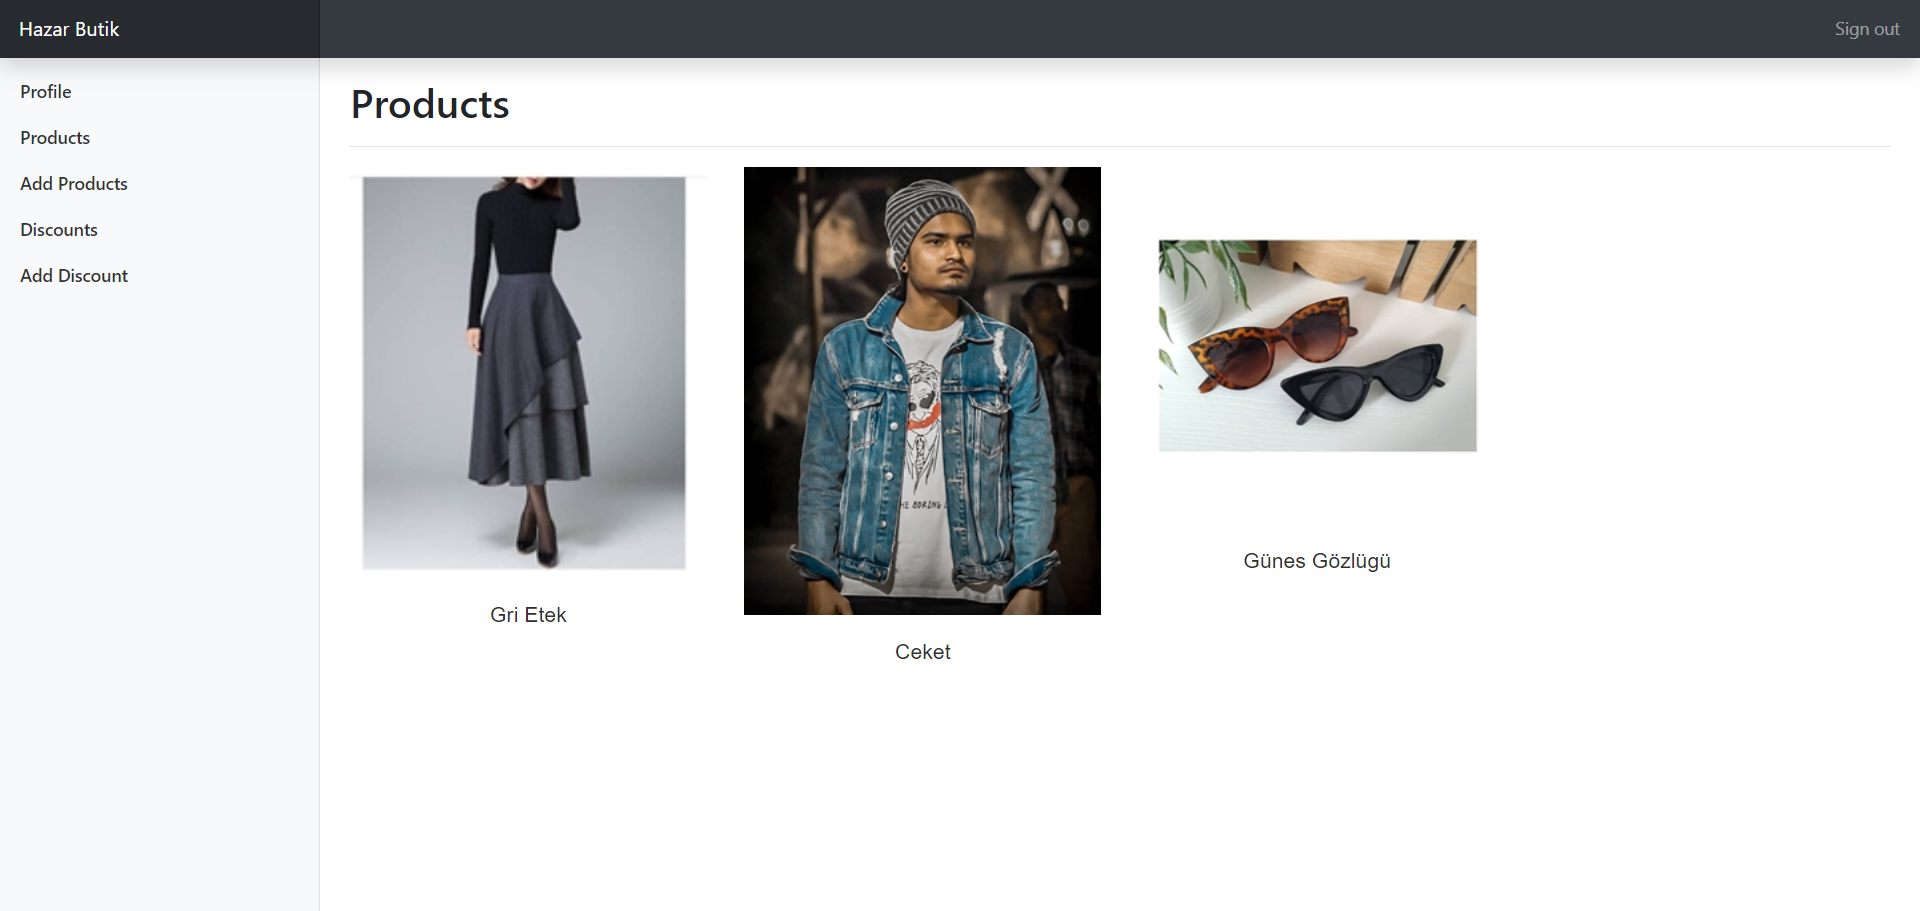 Hazar Butik
Sign out
Profile
Products
Add Products
Discounts
Add Discount
Products
Gri Etek
Ceket
Günes Gözlügü